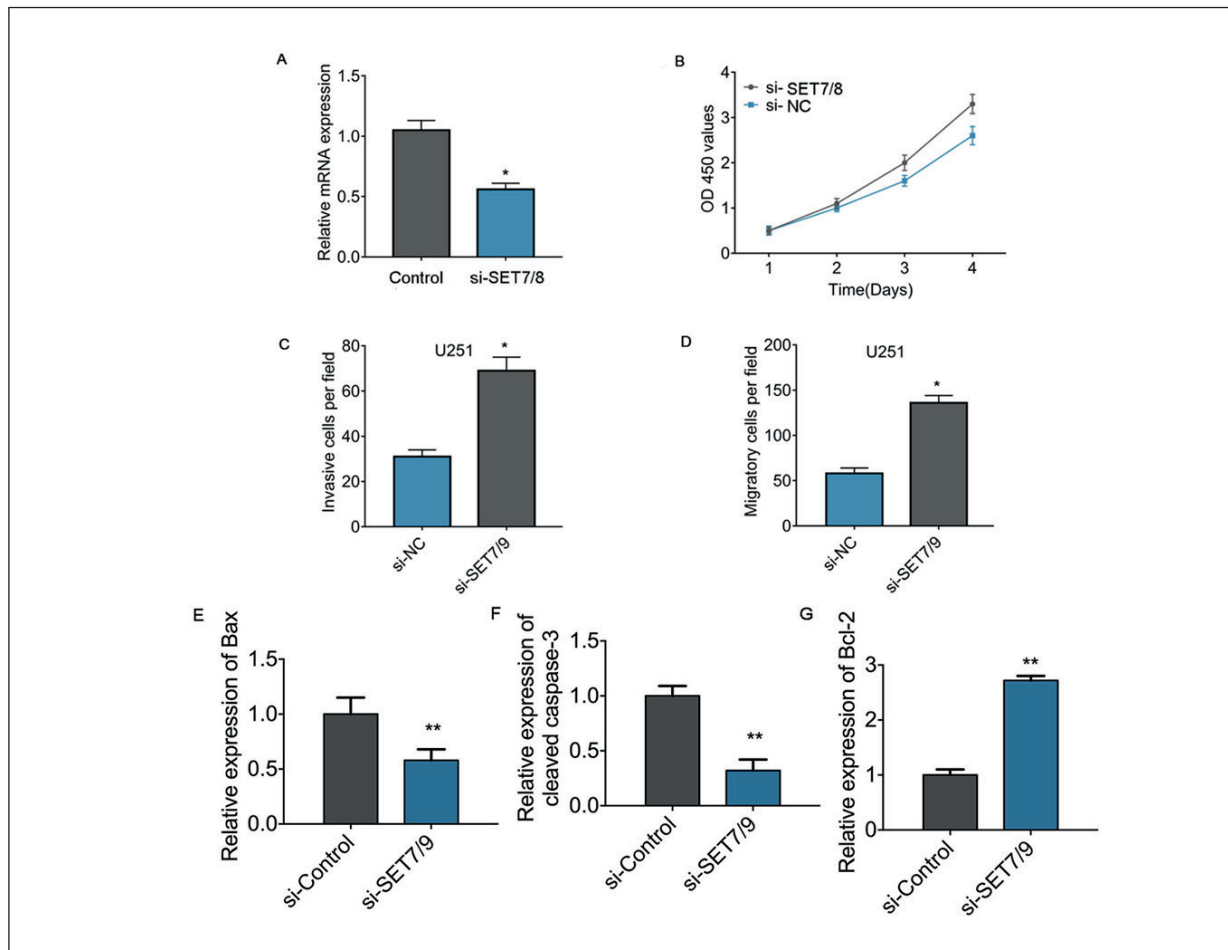 A
Relative mRNA expression
1.5
1.0
0.5
0.0
*
Control
si-SET7/8
B
si-SET7/8
si-NC
OD 450 values
4
3
2
1
0
1
2
3
4
Time(Days)
C
U251
Invasive cells per field
80
60
40
20
0
*
si-NC
si-SET7/9
D
U251
Migratory cells per field
200
150
100
50
0
*
si-NC
si-SET7/9
E
Relative expression of Bax
1.5
1.0
0.5
0.0
**
si-Control
si-SET7/9
F
Relative expression of
cleaved caspase-3
1.5
1.0
0.5
0.0
**
si-Control
si-SET7/9
G
Relative expression of Bcl-2
3
2
1
0
**
si-Control
si-SET7/9